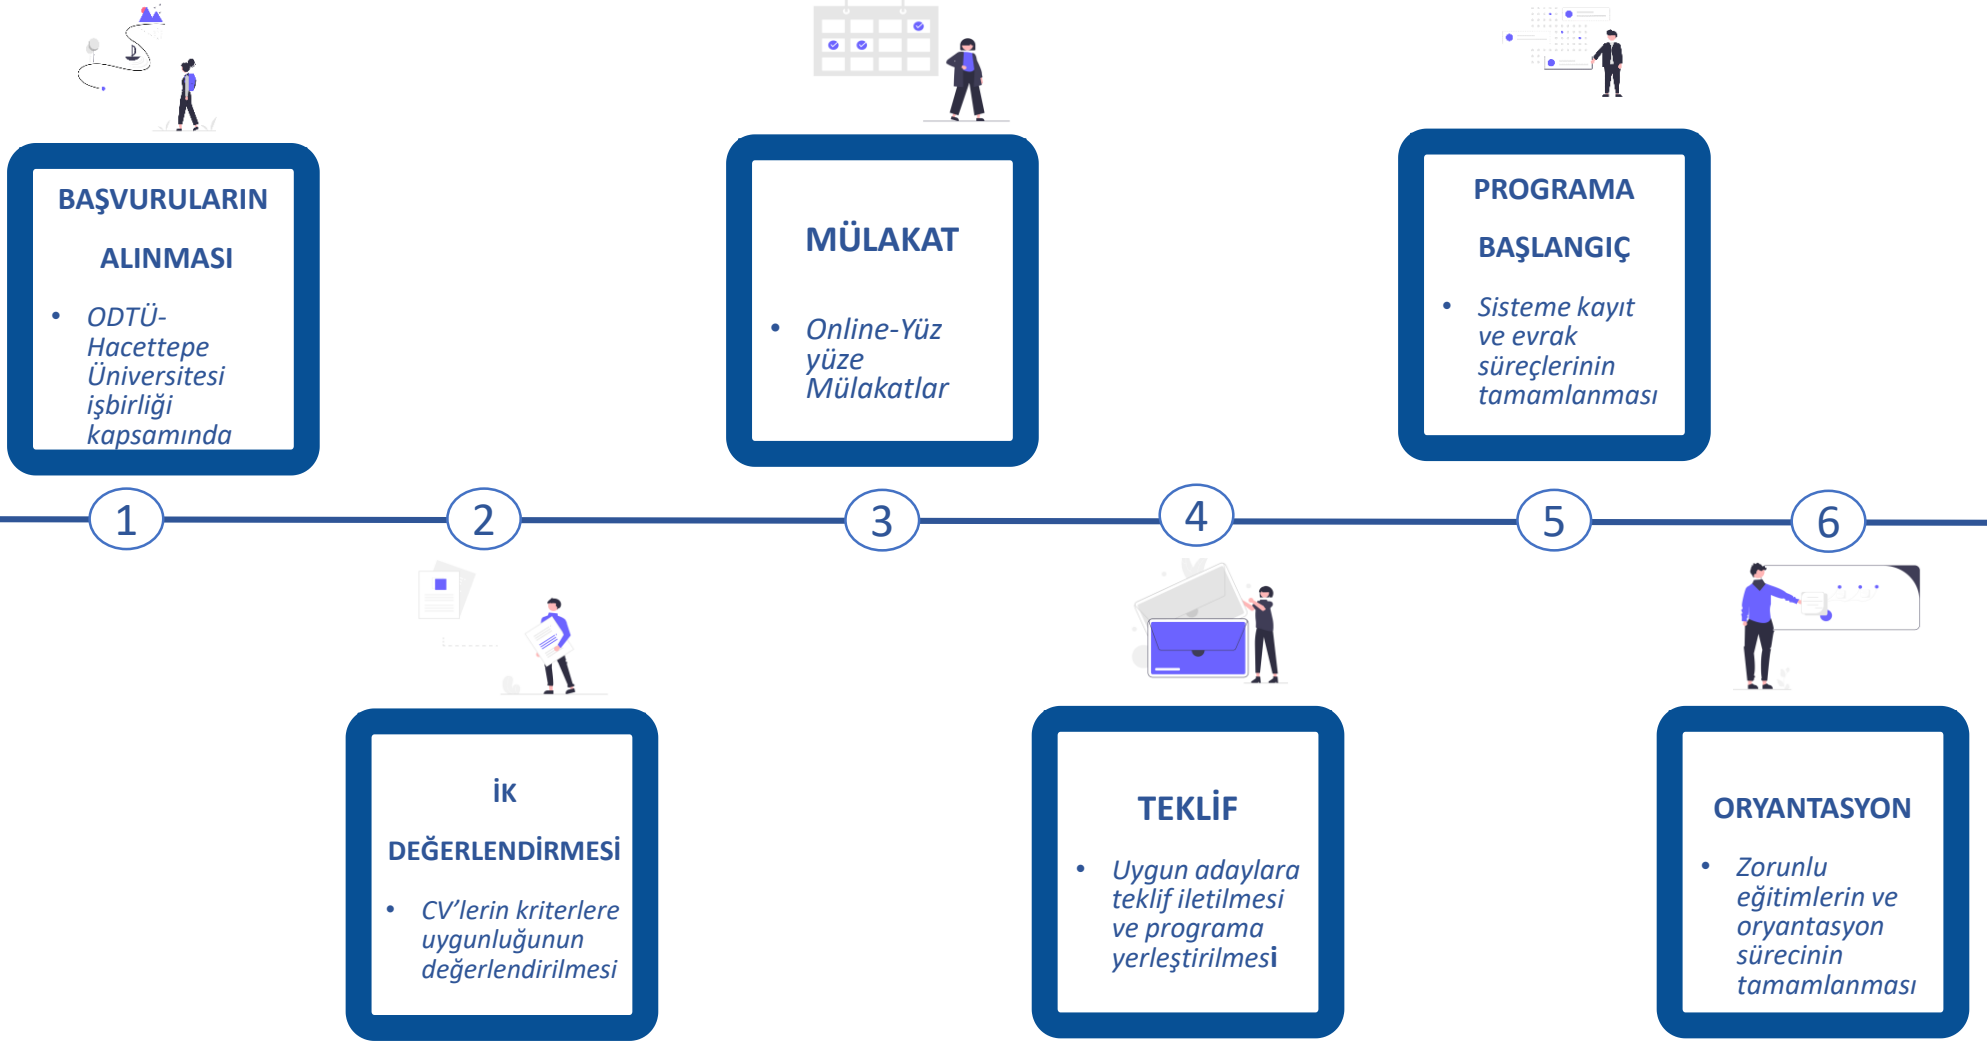 BAŞVURULARIN
ALINMASI
• ODTÜ-
Hacettepe
Üniversitesi
işbirliği
kapsamında
MÜLAKAT
• Online-Yüz
yüze
Mülakatlar
PROGRAMA
BAŞLANGIÇ
• Sisteme kayıt
ve evrak
süreçlerinin
tamamlanması
1
2
3
4
5
6
İK
DEĞERLENDİRMESİ
• CV’lerin kriterlere
uygunluğunun
değerlendirilmesi
TEKLİF
• Uygun adaylara
teklif iletilmesi
ve programa
yerleştirilmesi
ORYANTASYON
• Zorunlu
eğitimlerin ve
oryantasyon
sürecinin
tamamlanması